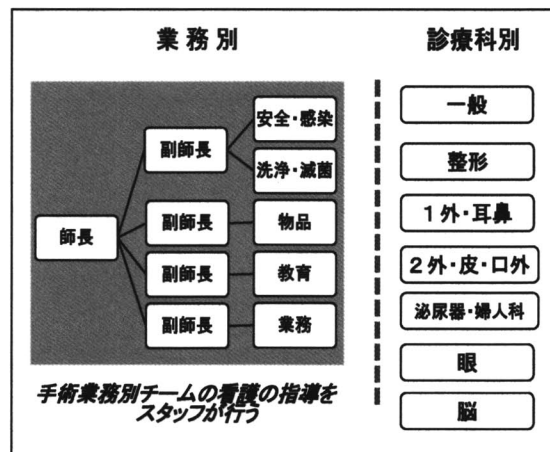 業務別
診療科別
師長
副師長
安全・感染
洗浄・滅菌
副師長
物品
副師長
教育
副師長
業務
一般
整形
1外・耳鼻
2外・皮・口外
泌尿器・婦人科
眼
脳
手術業務別チームの看護の指導を
スタッフが行う